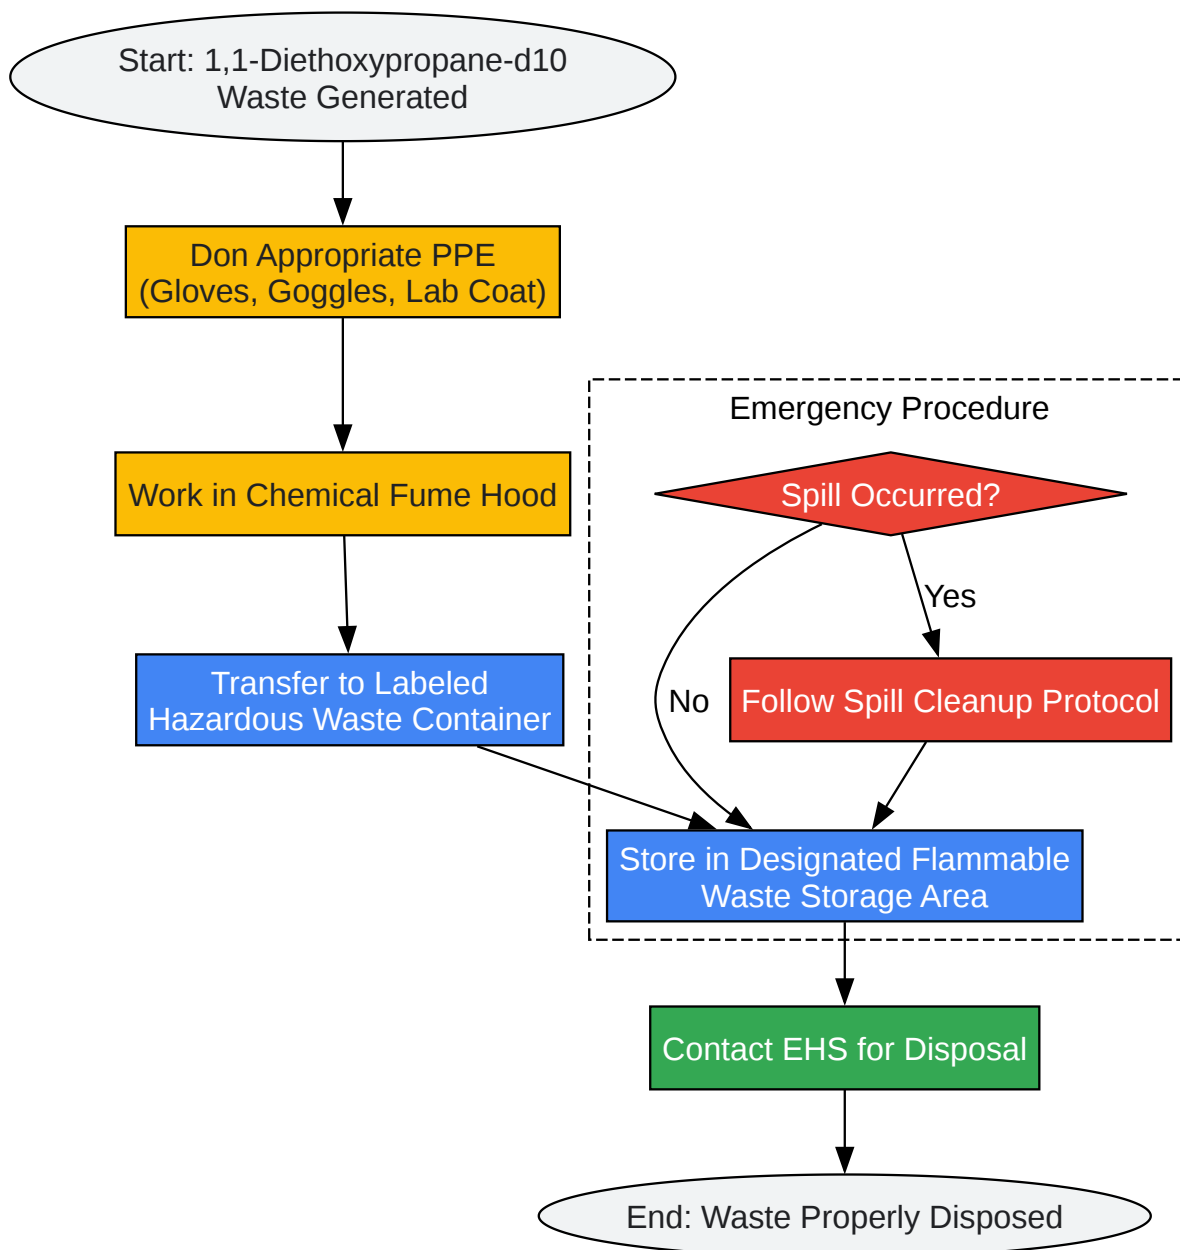 Start: 1,1-Diethoxypropane-d10
Waste Generated
Don Appropriate PPE
(Gloves, Goggles, Lab Coat)
Emergency Procedure
Work in Chemical Fume Hood
Spill Occurred?
Yes
Transfer to Labeled
Hazardous Waste Container
No
Follow Spill Cleanup Protocol
Store in Designated Flammable
Waste Storage Area
Contact EHS for Disposal
End: Waste Properly Disposed